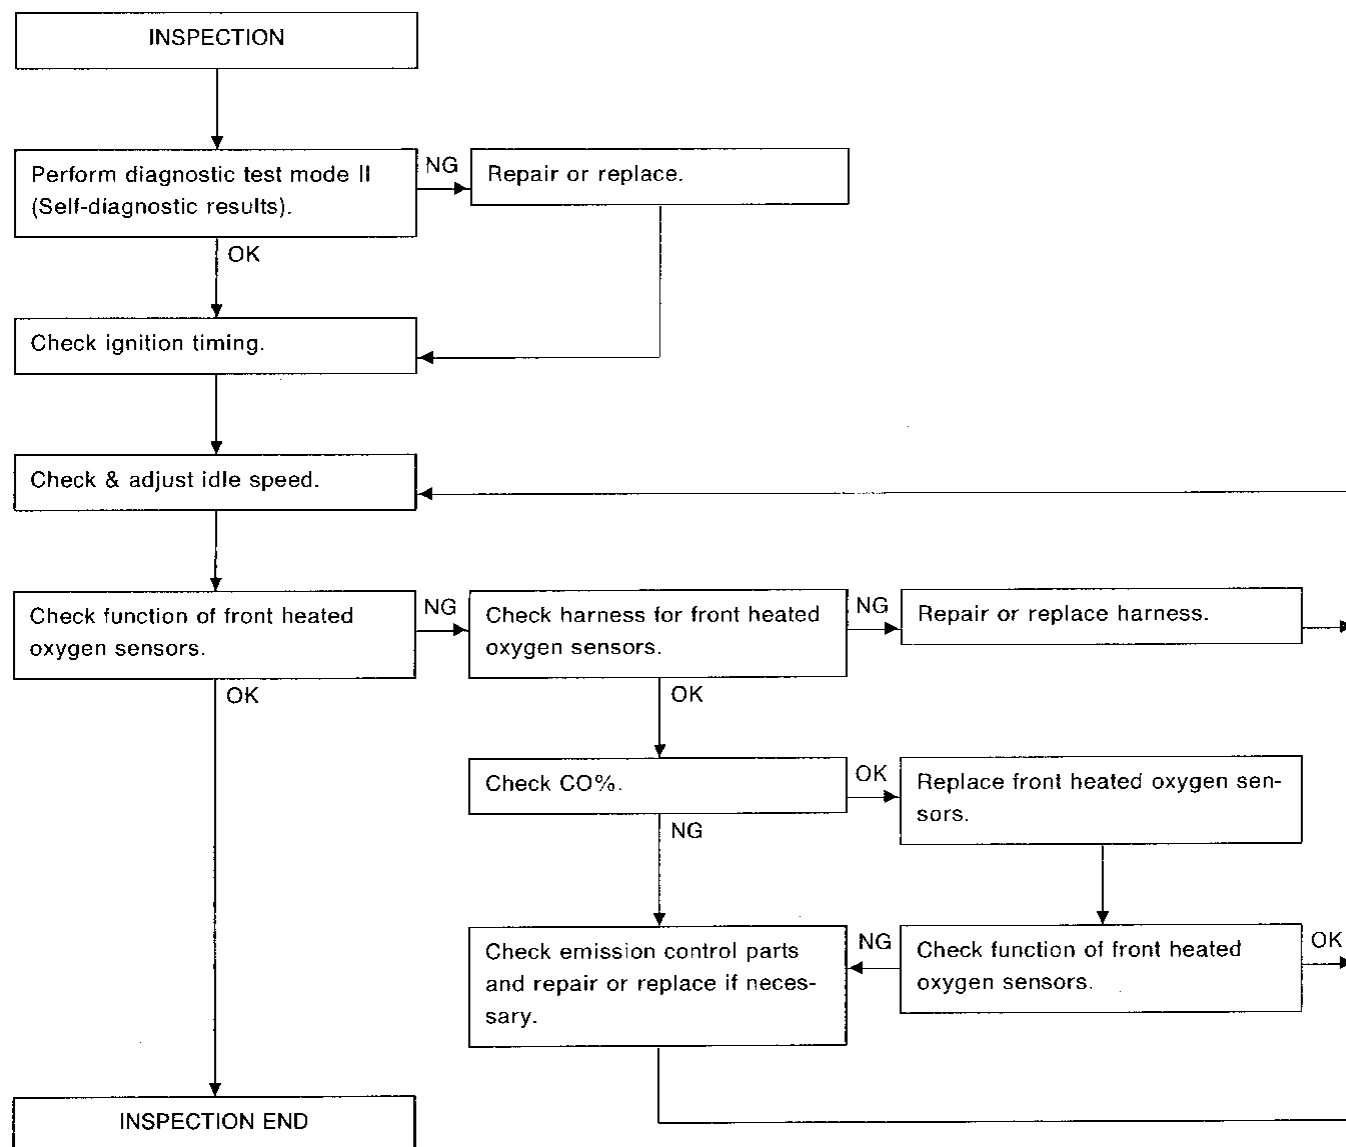 INSPECTION
Perform diagnostic test mode II
(Self-diagnostic results).
NG
Repair or replace.
OK
Check ignition timing.
Check & adjust idle speed.
Check function of front heated
oxygen sensors.
NG
Check harness for front heated
oxygen sensors.
NG
Repair or replace harness.
OK
OK
Check CO%.
OK
Replace front heated oxygen sen-
sors.
NG
Check emission control parts
and repair or replace if neces-
sary.
NG
Check function of front heated
oxygen sensors.
OK
INSPECTION END